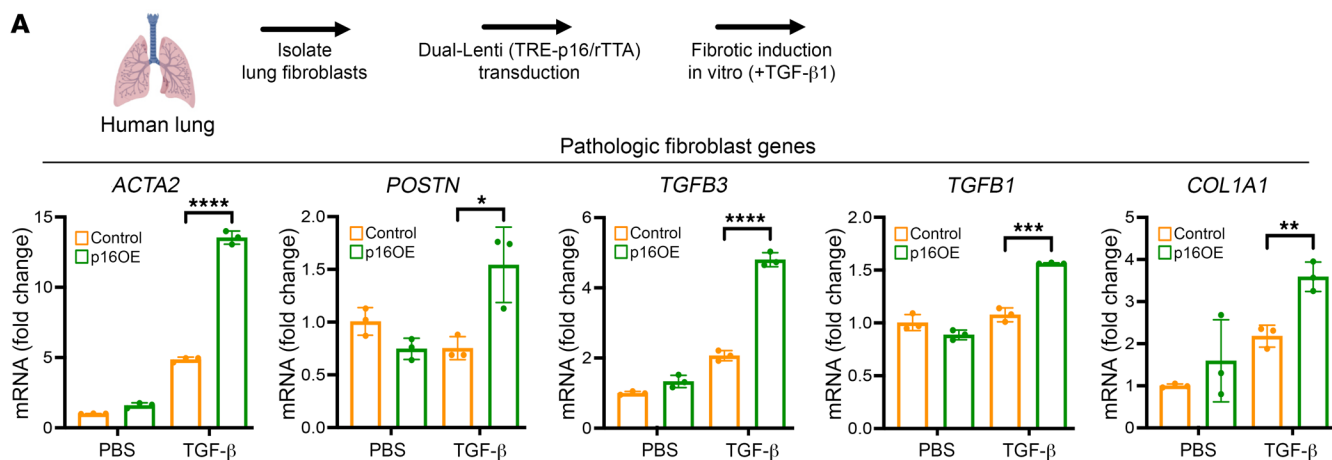 A
Human lung
Isolate
lung fibroblasts
Dual-Lenti (TRE-p16/rTTA)
transduction
Fibrotic induction
in vitro (+TGF-β1)
Pathologic fibroblast genes
ACTA2
mRNA (fold change)
15
10
5
0
Control
p16OE
****
PBS
TGF-β
POSTN
mRNA (fold change)
2.0
1.5
1.0
0.5
0.0
Control
p16OE
*
PBS
TGF-β
TGFB3
mRNA (fold change)
6
4
2
0
Control
p16OE
****
PBS
TGF-β
TGFB1
mRNA (fold change)
2.0
1.5
1.0
0.5
0.0
Control
p16OE
***
PBS
TGF-β
COL1A1
mRNA (fold change)
5
4
3
2
1
0
Control
p16OE
**
PBS
TGF-β